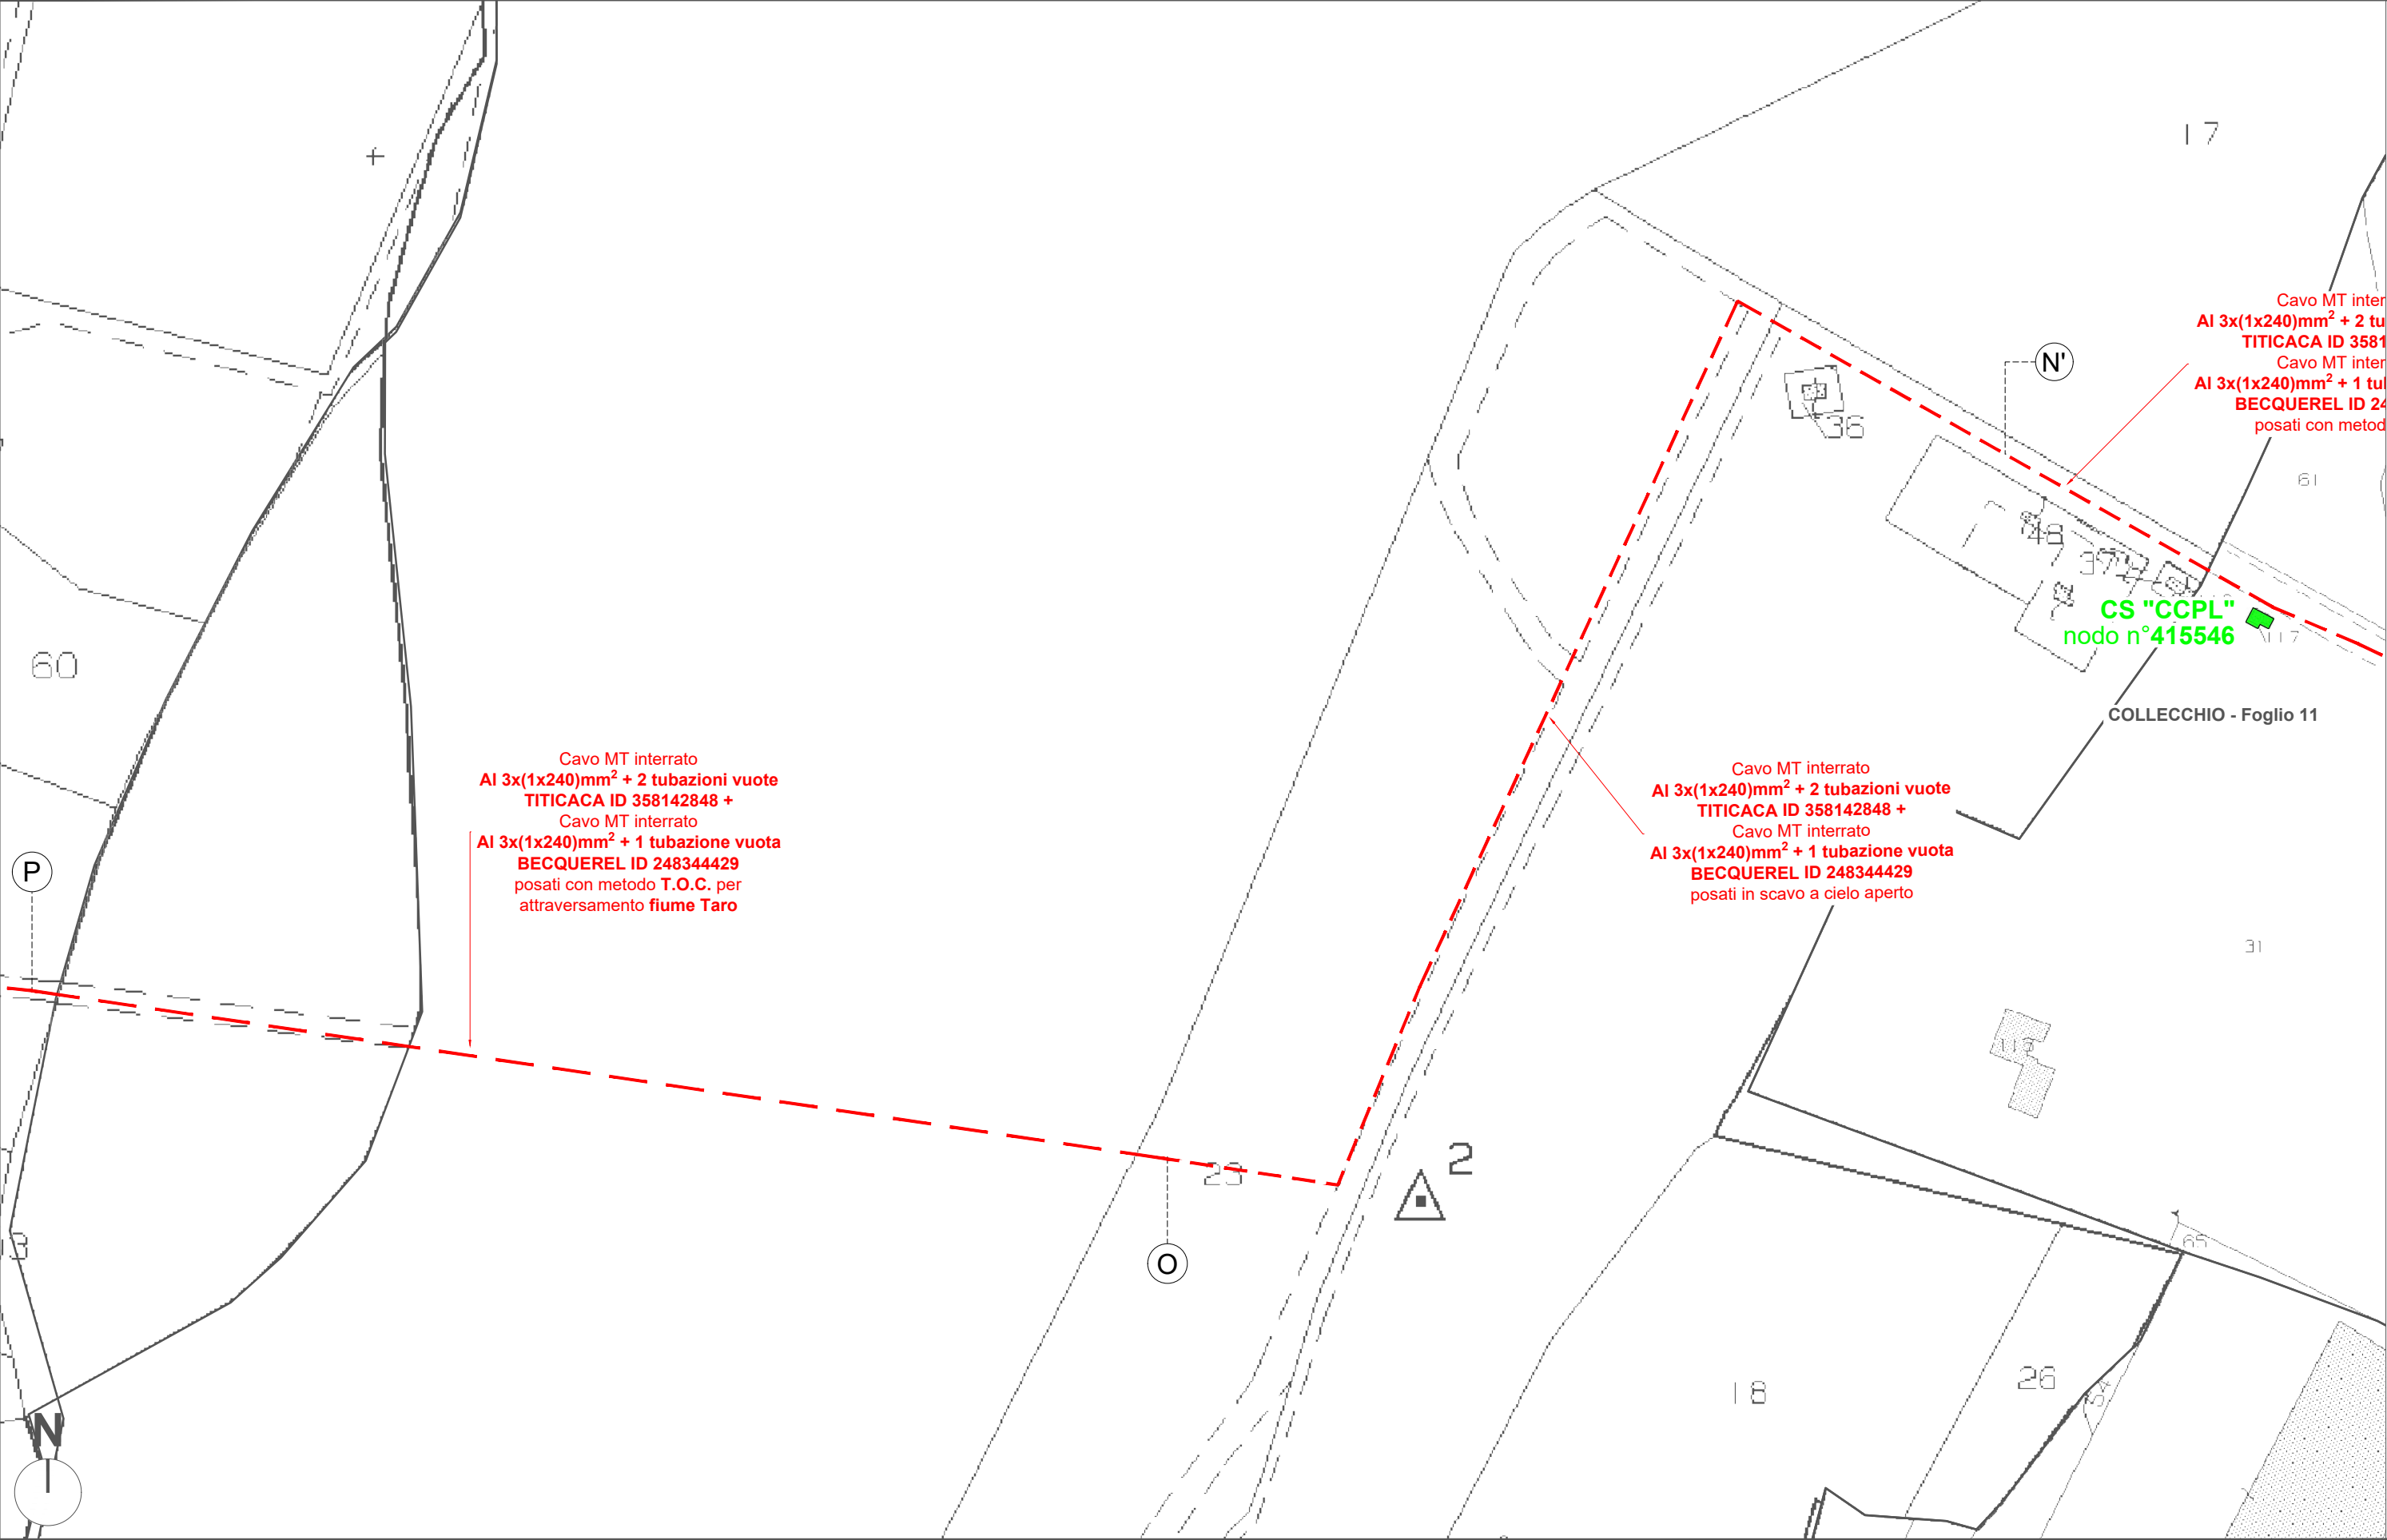 17
Cavo MT inter
Al 3x(1x240)mm² + 2 tu
TITICACA ID 3581
Cavo MT inter
Al 3x(1x240)mm² + 1 tu
BECQUEREL ID 24
posati con metod
N'
36
61
48
37
CS "CCPL"
nodo n°415546
117
60
COLLECCHIO - Foglio 11
Cavo MT interrato
Al 3x(1x240)mm² + 2 tubazioni vuote
TITICACA ID 358142848 +
Cavo MT interrato
Al 3x(1x240)mm² + 1 tubazione vuota
BECQUEREL ID 248344429
posati con metodo T.O.C. per
attraversamento fiume Taro
Cavo MT interrato
Al 3x(1x240)mm² + 2 tubazioni vuote
TITICACA ID 358142848 +
Cavo MT interrato
Al 3x(1x240)mm² + 1 tubazione vuota
BECQUEREL ID 248344429
posati in scavo a cielo aperto
P
31
2
O
65
18
26
N